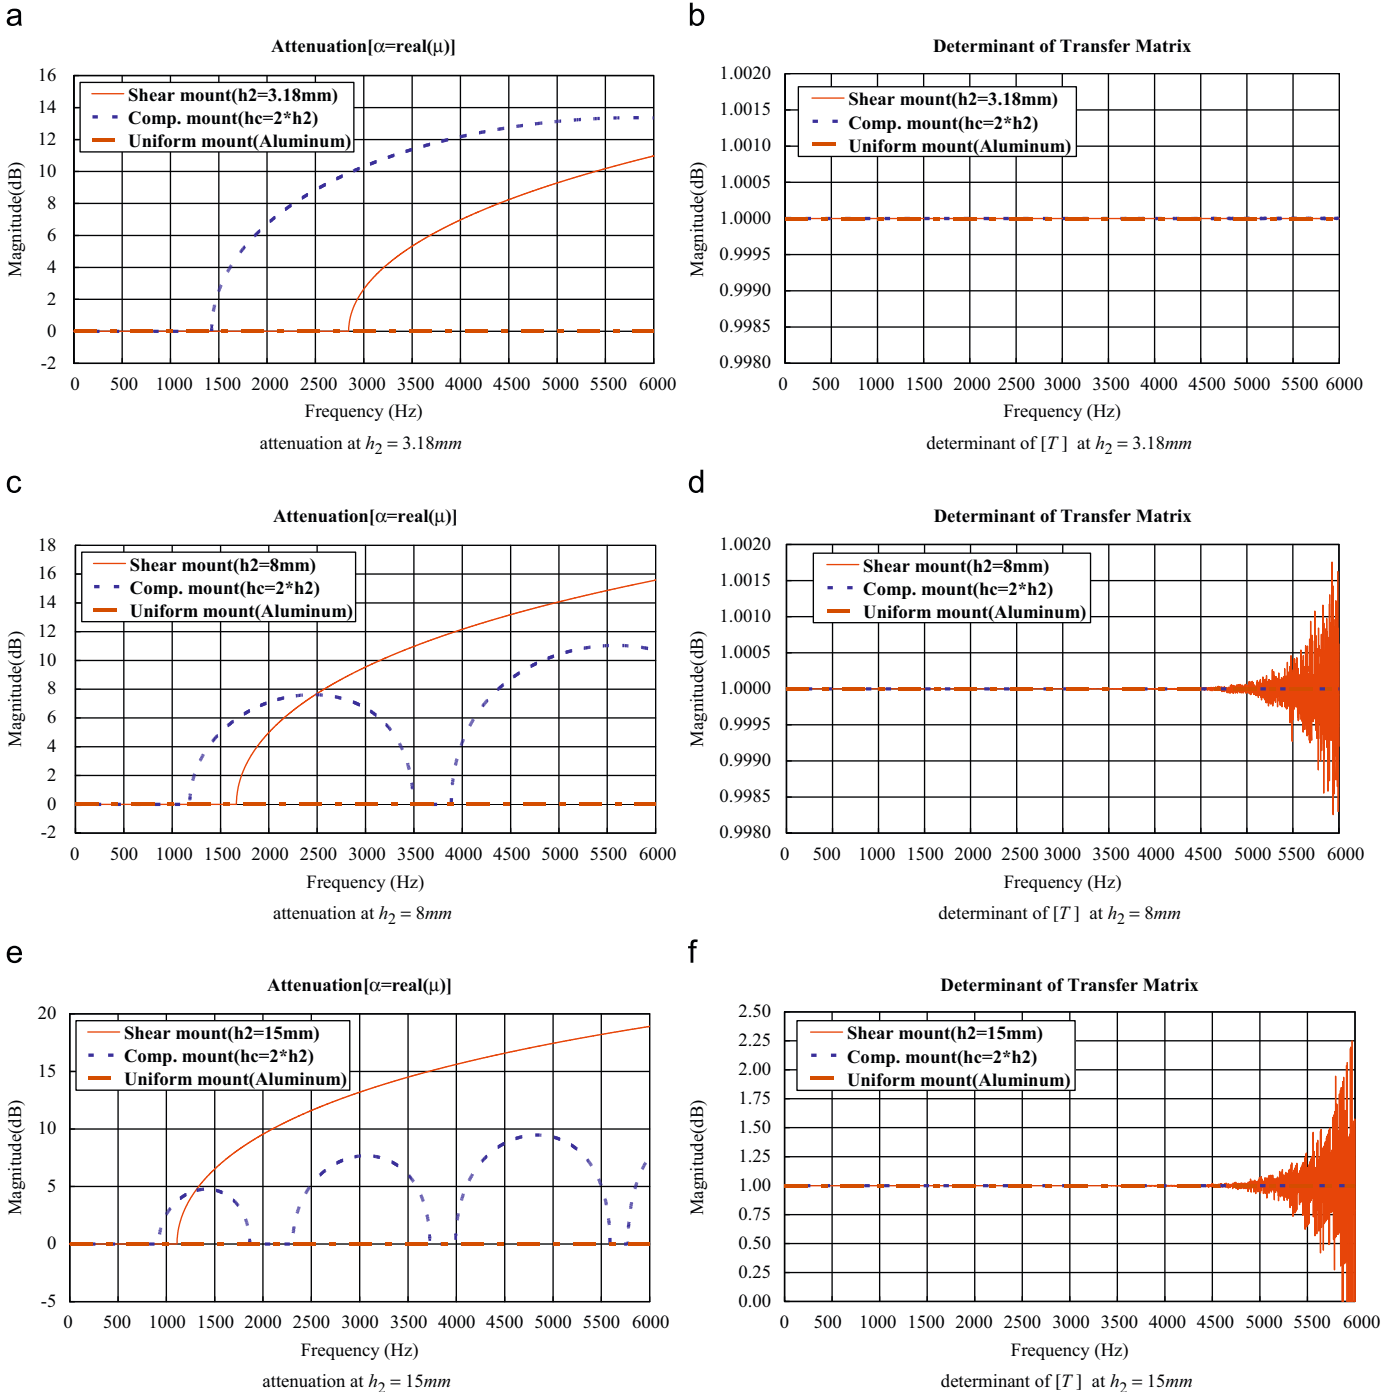 a
Attenuation[α=real(μ)]
16
14
12
10
8
6
4
2
0
-2
Magnitude(dB)
Shear mount(h2=3.18mm)
Comp. mount(hc=2*h2)
Uniform mount(Aluminum)
0 500 1000 1500 2000 2500 3000 3500 4000 4500 5000 5500 6000
Frequency (Hz)
attenuation at h2 = 3.18mm
b
Determinant of Transfer Matrix
1.0020
1.0015
1.0010
1.0005
1.0000
0.9995
0.9990
0.9985
0.9980
Magnitude(dB)
Shear mount(h2=3.18mm)
Comp. mount(hc=2*h2)
Uniform mount(Aluminum)
0 500 1000 1500 2000 2500 3000 3500 4000 4500 5000 5500 6000
Frequency (Hz)
determinant of [T ] at h2 = 3.18mm
c
Attenuation[α=real(μ)]
18
16
14
12
10
8
6
4
2
0
-2
Magnitude(dB)
Shear mount(h2=8mm)
Comp. mount(hc=2*h2)
Uniform mount(Aluminum)
0 500 1000 1500 2000 2500 3000 3500 4000 4500 5000 5500 6000
Frequency (Hz)
attenuation at h2 = 8mm
d
Determinant of Transfer Matrix
1.0020
1.0015
1.0010
1.0005
1.0000
0.9995
0.9990
0.9985
0.9980
Magnitude(dB)
Shear mount(h2=8mm)
Comp. mount(hc=2*h2)
Uniform mount(Aluminum)
0 500 1000 1500 2000 2500 3000 3500 4000 4500 5000 5500 6000
Frequency (Hz)
determinant of [T ] at h2 = 8mm
e
Attenuation[α=real(μ)]
20
15
10
5
0
-5
Magnitude(dB)
Shear mount(h2=15mm)
Comp. mount(hc=2*h2)
Uniform mount(Aluminum)
0 500 1000 1500 2000 2500 3000 3500 4000 4500 5000 5500 6000
Frequency (Hz)
attenuation at h2 = 15mm
f
Determinant of Transfer Matrix
2.50
2.25
2.00
1.75
1.50
1.25
1.00
0.75
0.50
0.25
0.00
Magnitude(dB)
Shear mount(h2=15mm)
Comp. mount(hc=2*h2)
Uniform mount(Aluminum)
0 500 1000 1500 2000 2500 3000 3500 4000 4500 5000 5500 6000
Frequency (Hz)
determinant of [T ] at h2 = 15mm